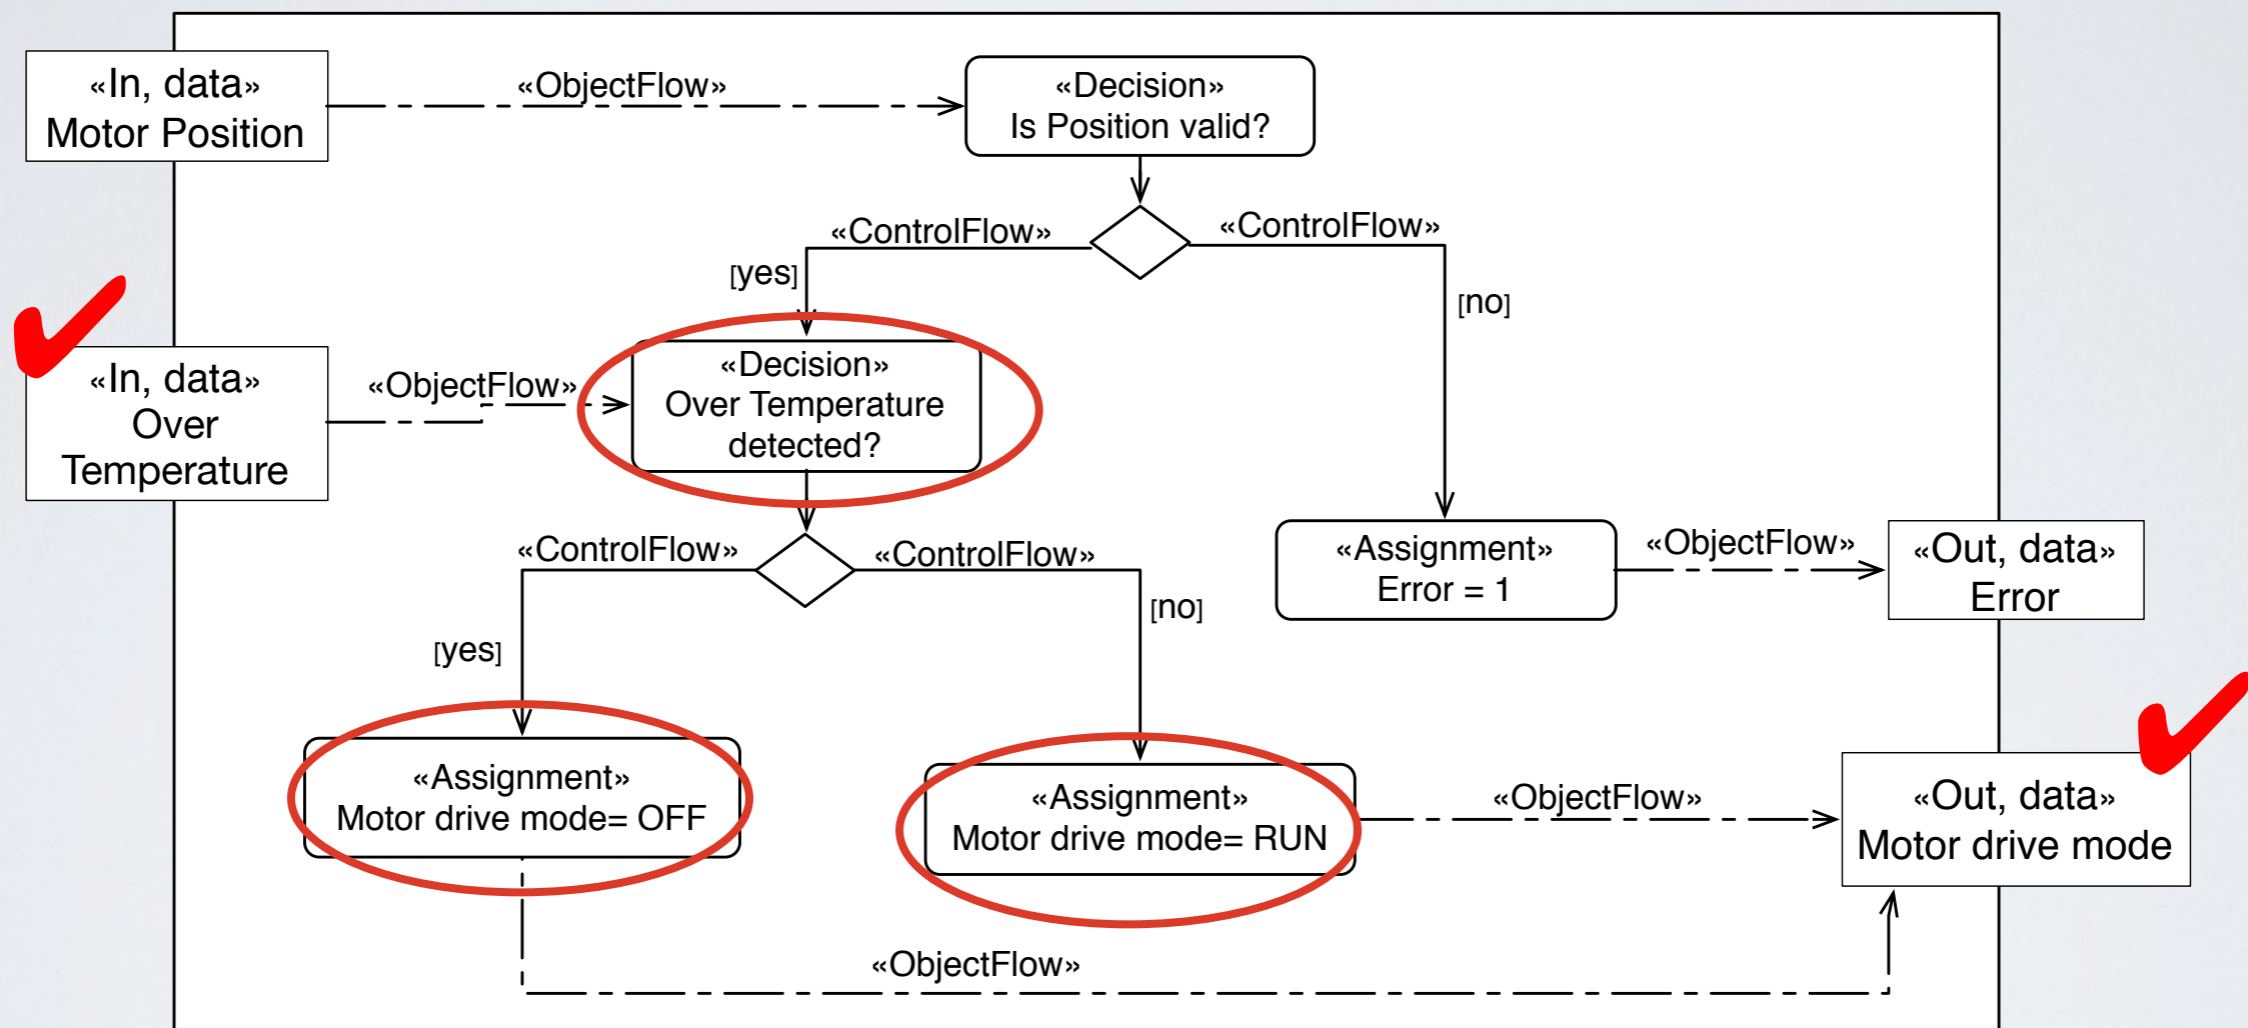 «In, data»
Motor Position
«ObjectFlow»
«Decision»
Is Position valid?
«ControlFlow»
«ControlFlow»
[yes]
[no]
«In, data»
Over
Temperature
«ObjectFlow»
«Decision»
Over Temperature
detected?
«ControlFlow»
«ControlFlow»
[yes]
[no]
«Assignment»
Error = 1
«ObjectFlow»
«Out, data»
Error
«Assignment»
Motor drive mode= OFF
«Assignment»
Motor drive mode= RUN
«ObjectFlow»
«Out, data»
Motor drive mode
«ObjectFlow»